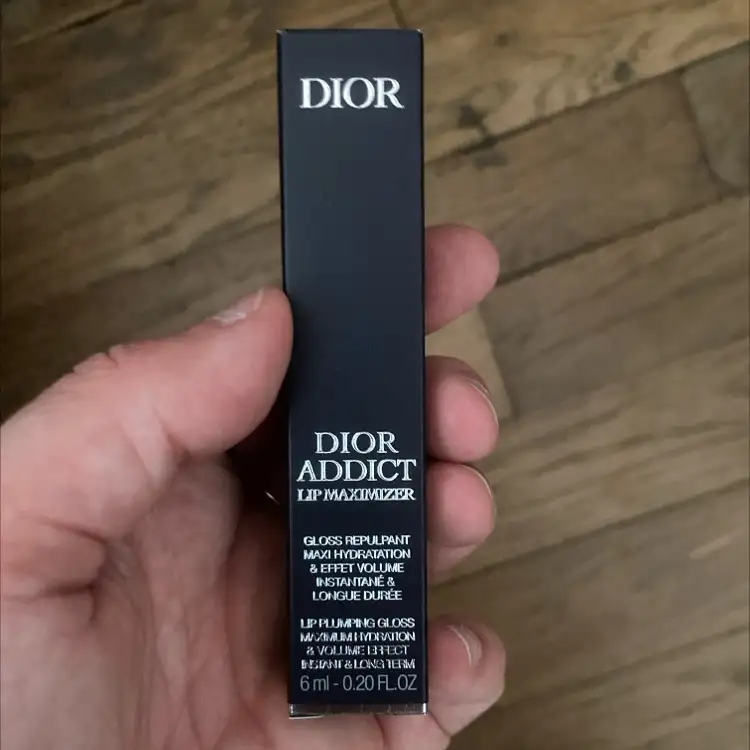 DIOR
DIOR
ADDICT
LIP MAXIMIZER
GLOSS REPULPANT
MAXI HYDRATATION
& EFFET VOLUME
INSTANTANÉ &
LONGUE DURÉE
LIP PLUMPING GLOSS
MAXIMUM HYDRATION
& VOLUME EFFECT
INSTANT & LONG TERM
6 ml - 0.20 FL.OZ